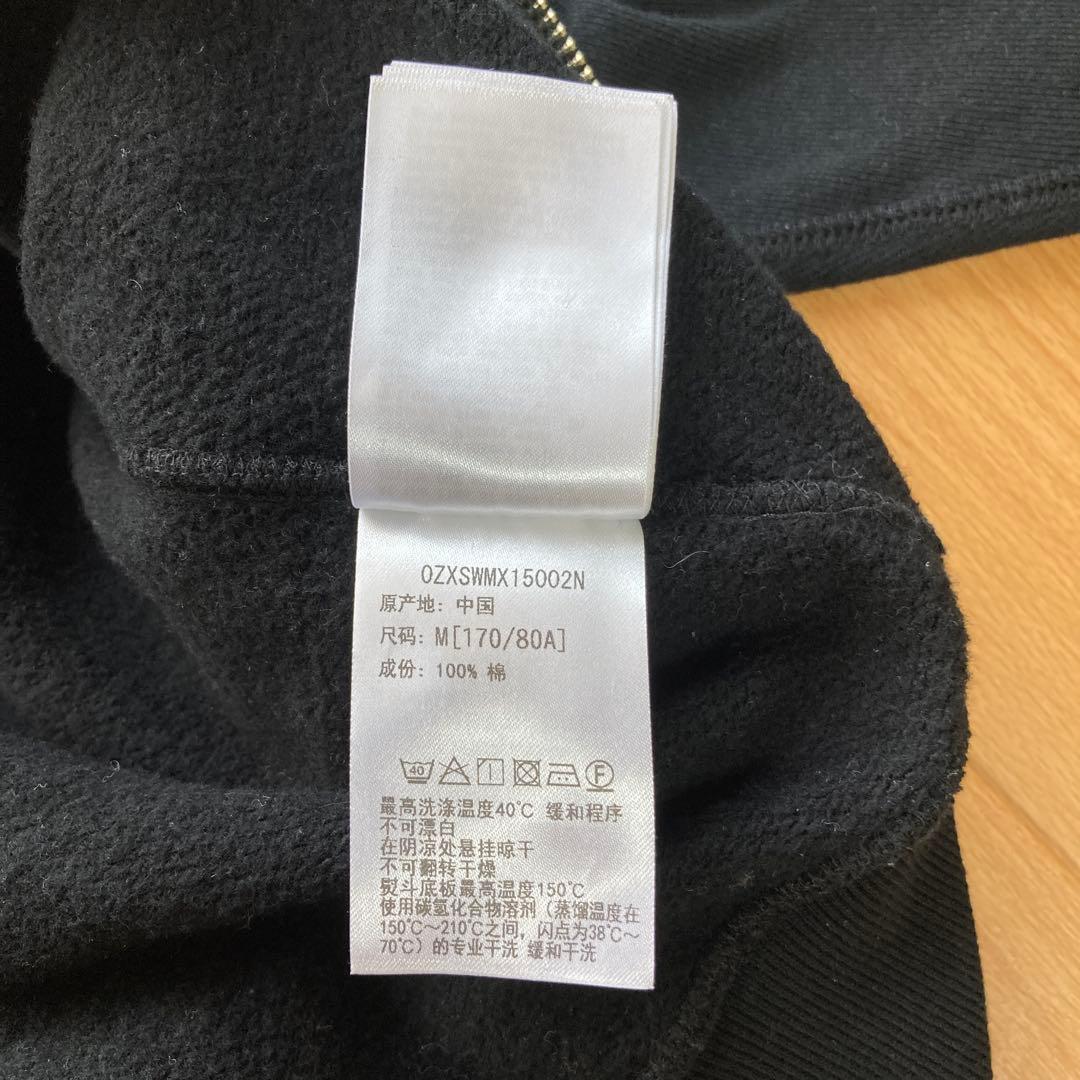 0ZXSWMX15002N
原产地: 中国
尺码: M[170/80A]
成份: 100% 棉
40 F
最高洗涤温度40℃ 缓和程序
不可漂白
在阴凉处悬挂晾干
不可翻转干燥
熨斗底板最高温度150℃
使用碳氢化合物溶剂 (蒸馏温度在
150℃～210℃之间, 闪点为38℃～
70℃) 的专业干洗 缓和干洗